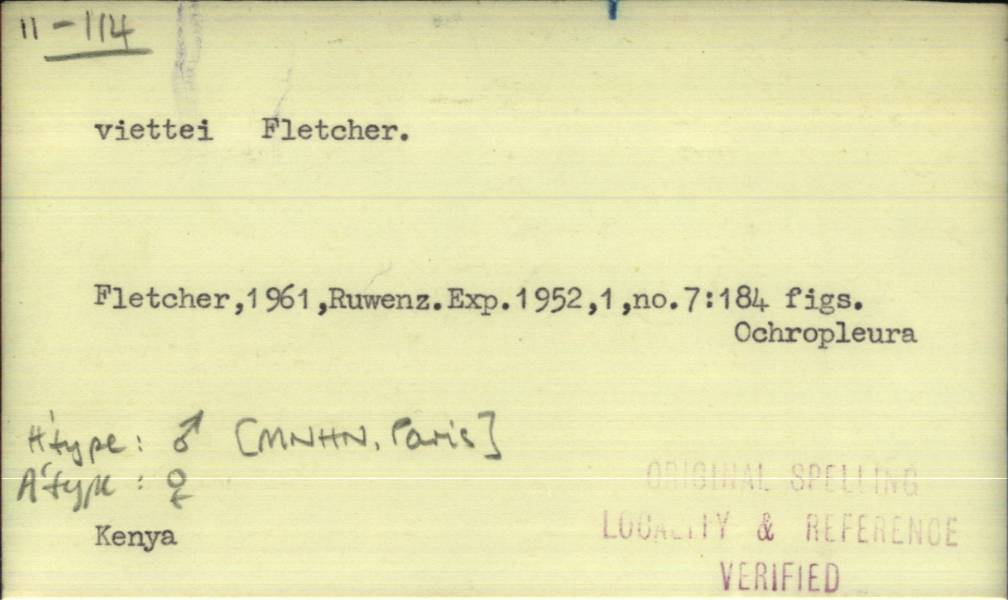 11 - 114
viettei Fletcher.
Fletcher,1961,Ruwenz.Exp.1952,1,no.7:184 figs.
Ochropleura
H'type: ♂ [MNHN. Paris]
A'type: ♀
Kenya
ORIGINAL SPELLING
LOCALITY & REFERENCE
VERIFIED